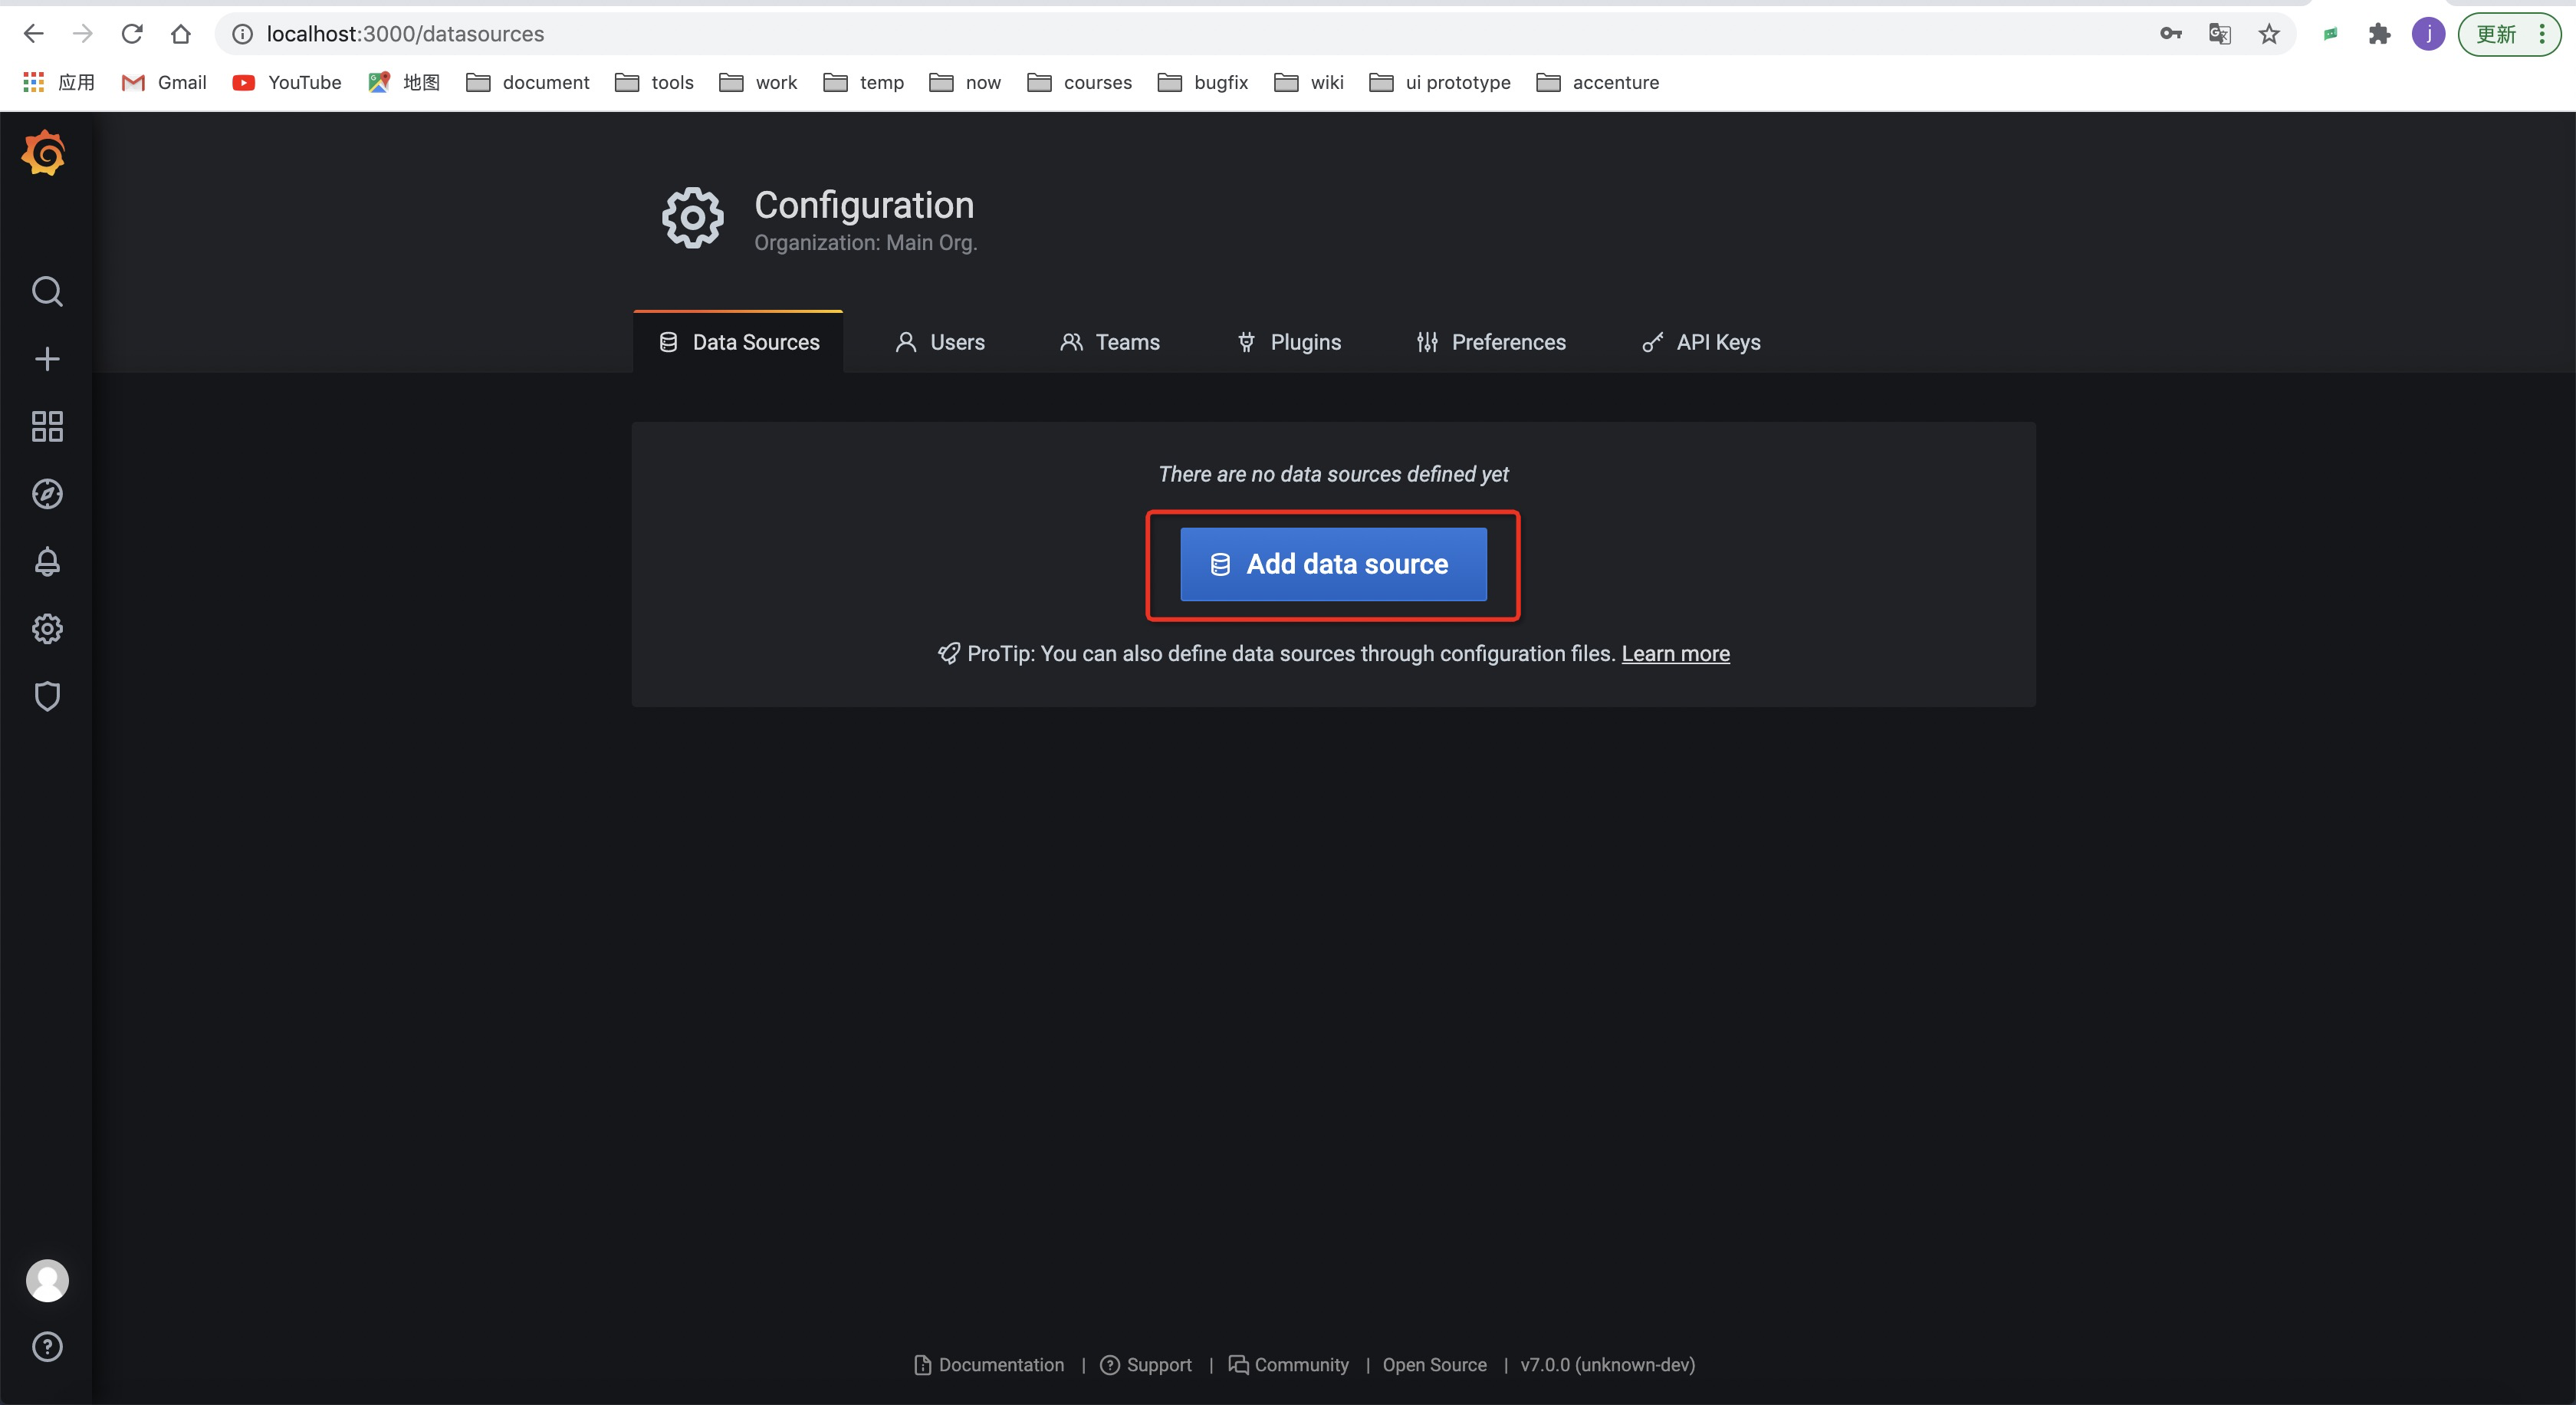 localhost:3000/datasources
j
更新
应用
Gmail
YouTube
地图
document
tools
work
temp
now
courses
bugfix
wiki
ui prototype
accenture
Configuration
Organization: Main Org.
Data Sources
Users
Teams
Plugins
Preferences
API Keys
There are no data sources defined yet
Add data source
ProTip: You can also define data sources through configuration files. Learn more
Documentation | Support | Community | Open Source | v7.0.0 (unknown-dev)